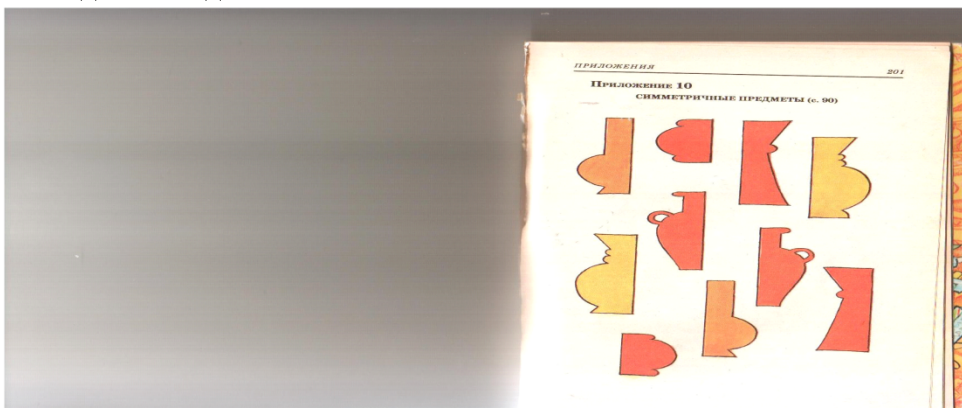 ПРИЛОЖЕНИЯ 201
ПРИЛОЖЕНИЕ 10
СИММЕТРИЧНЫЕ ПРЕДМЕТЫ (с. 90)